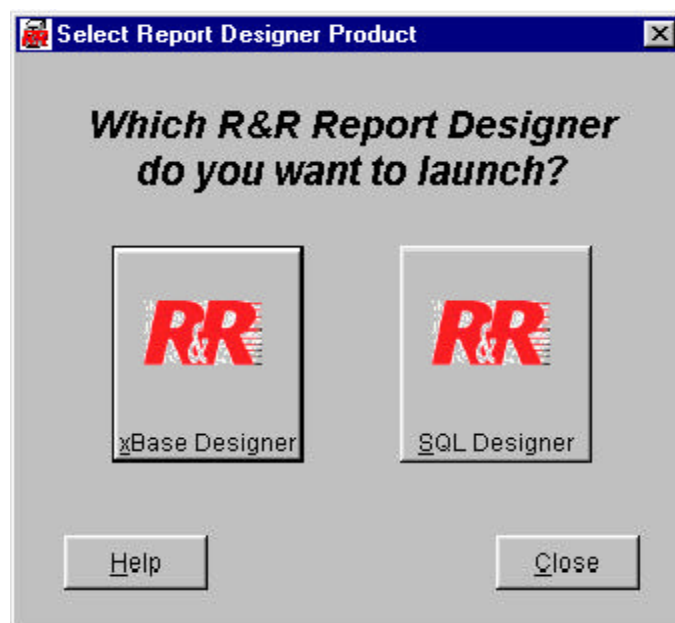 Select Report Designer Product
Which R&R Report Designer
do you want to launch?
R&R R&R
xBase Designer SQL Designer
Help Close